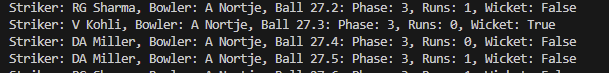 Striker: RG Sharma, Bowler: A Nortje, Ball 27.2: Phase: 3, Runs: 1, Wicket: False
Striker: V Kohli, Bowler: A Nortje, Ball 27.3: Phase: 3, Runs: 0, Wicket: True
Striker: DA Miller, Bowler: A Nortje, Ball 27.4: Phase: 3, Runs: 0, Wicket: False
Striker: DA Miller, Bowler: A Nortje, Ball 27.5: Phase: 3, Runs: 1, Wicket: False